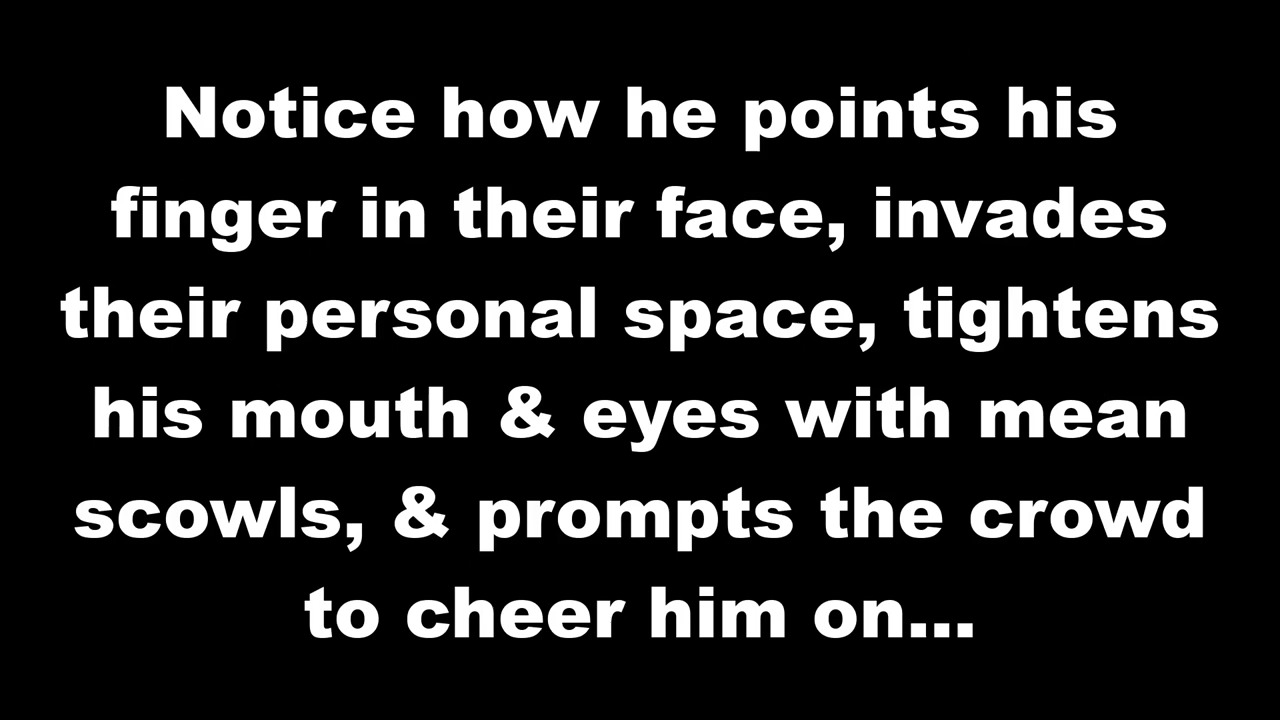 Notice how he points his
finger in their face, invades
their personal space, tightens
his mouth & eyes with mean
scowls, & prompts the crowd
to cheer him on...